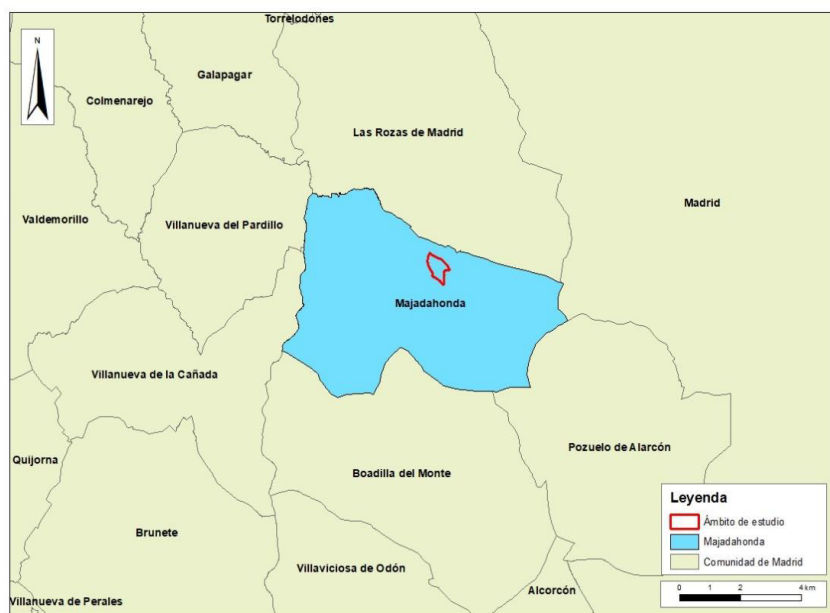 Torrelodones
N
Galapagar
Colmenarejo
Las Rozas de Madrid
Madrid
Valdemorillo
Villanueva del Pardillo
Majadahonda
Villanueva de la Cañada
Quijorna
Boadilla del Monte
Pozuelo de Alarcón
Brunete
Villaviciosa de Odón
Alcorcón
Villanueva de Perales
Leyenda
Ámbito de estudio
Majadahonda
Comunidad de Madrid
0 1 2 4 km